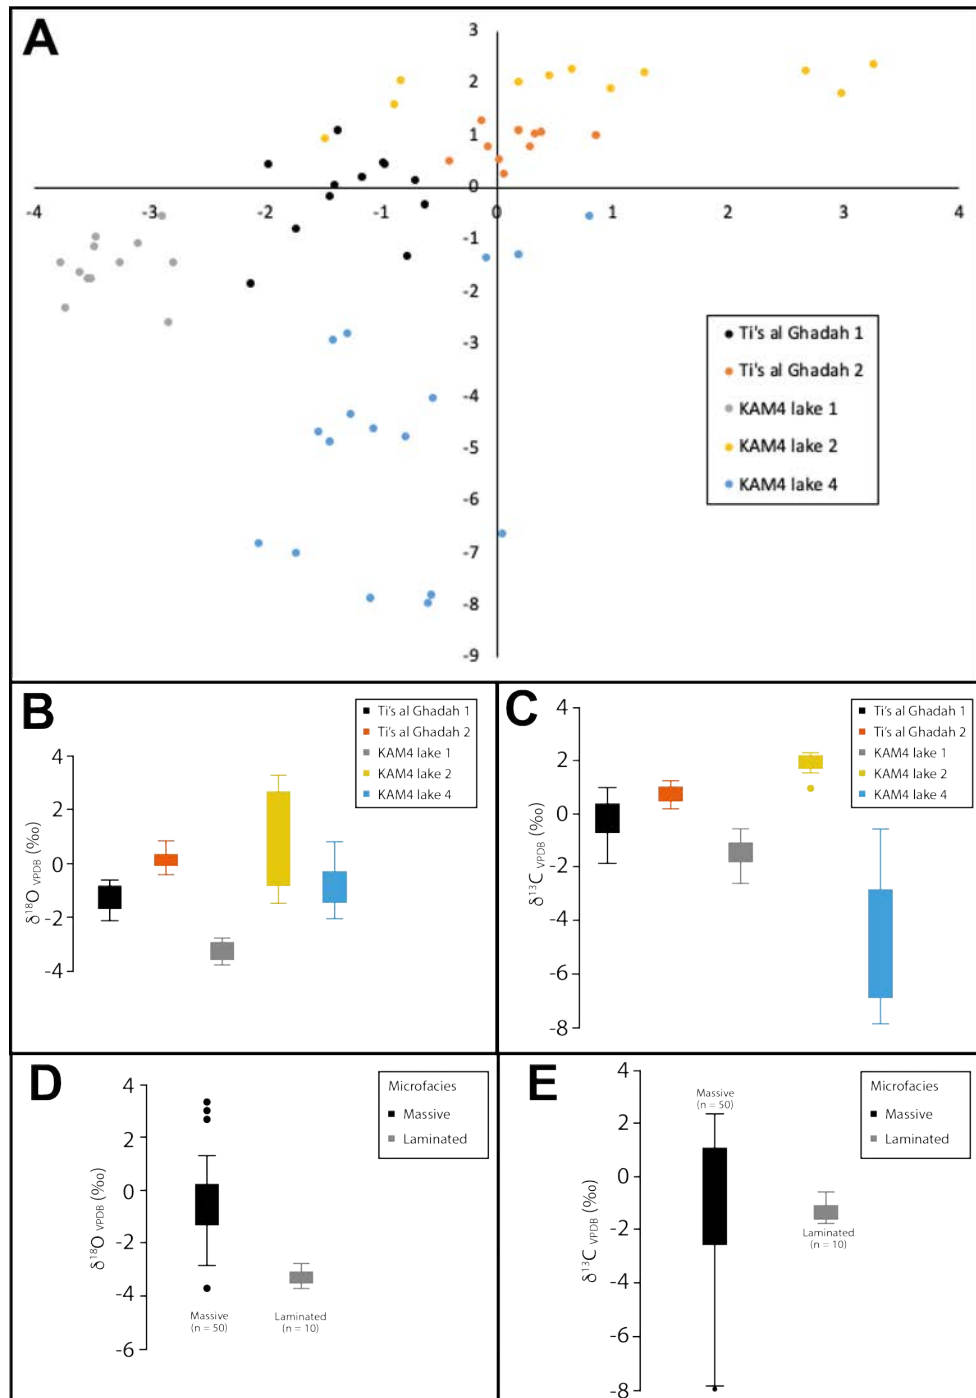 A
3
2
1
0
-4 -3 -2 -1 0 1 2 3 4
-1
-2
-3
-4
-5
-6
-7
-8
-9
Ti's al Ghadah 1
Ti's al Ghadah 2
KAM4 lake 1
KAM4 lake 2
KAM4 lake 4
B
Ti's al Ghadah 1
Ti's al Ghadah 2
KAM4 lake 1
KAM4 lake 2
KAM4 lake 4
4
2
0
-2
-4
δ18O VPDB (‰)
C
Ti's al Ghadah 1
Ti's al Ghadah 2
KAM4 lake 1
KAM4 lake 2
KAM4 lake 4
4
2
0
-2
-4
-6
-8
δ13C VPDB (‰)
D
Microfacies
Massive
Laminated
4
2
0
-2
-4
-6
δ18O VPDB (‰)
Massive
(n = 50)
Laminated
(n = 10)
E
Microfacies
Massive
Laminated
4
2
0
-2
-4
-6
-8
δ13C VPDB (‰)
Massive
(n = 50)
Laminated
(n = 10)